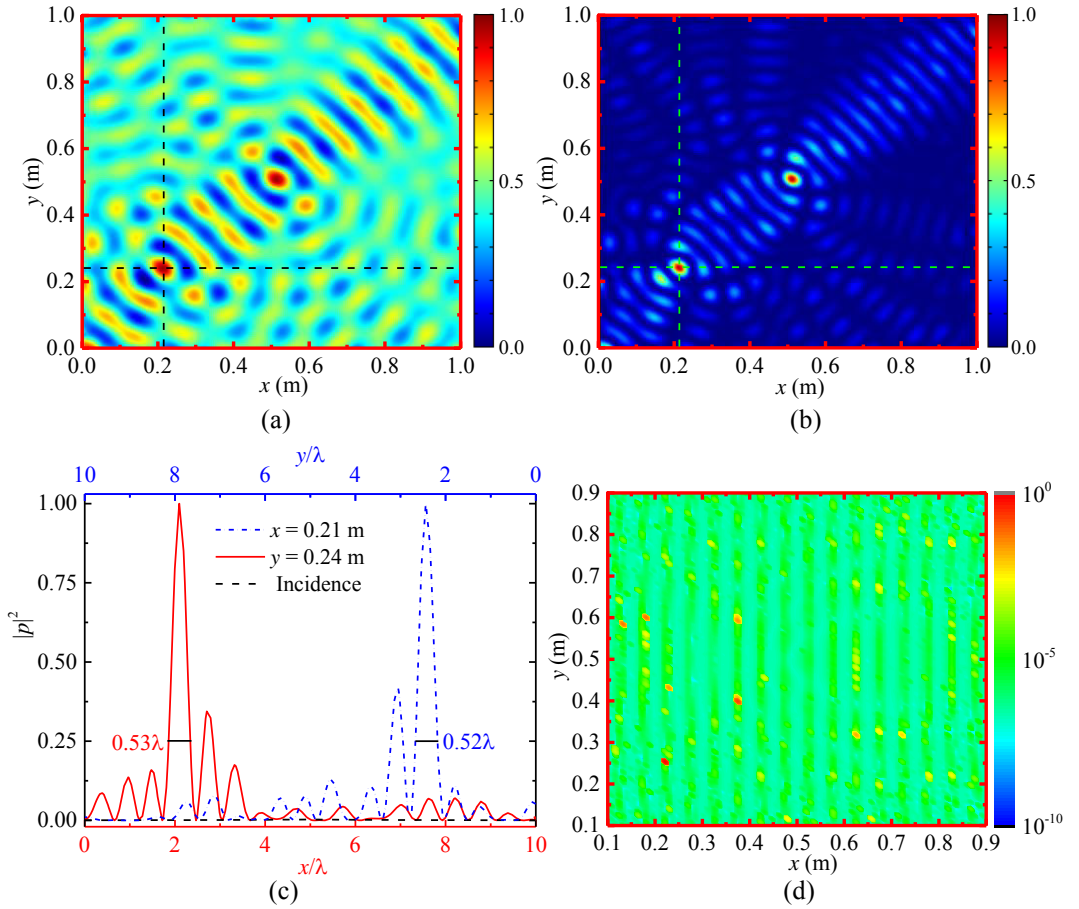 1.0
0.8
0.6
0.4
0.2
0.0
y (m)
0.0 0.2 0.4 0.6 0.8 1.0
x (m)
1.0
0.5
0.0
(a)
1.0
0.8
0.6
0.4
0.2
0.0
y (m)
0.0 0.2 0.4 0.6 0.8 1.0
x (m)
1.0
0.5
0.0
(b)
y/λ
10 8 6 4 2 0
1.00
0.75
0.50
0.25
0.00
|p|²
x = 0.21 m
y = 0.24 m
Incidence
0.53λ
0.52λ
0 2 4 6 8 10
x/λ
(c)
0.9
0.8
0.7
0.6
0.5
0.4
0.3
0.2
0.1
y (m)
0.1 0.2 0.3 0.4 0.5 0.6 0.7 0.8 0.9
x (m)
10⁰
10⁻⁵
10⁻¹⁰
(d)